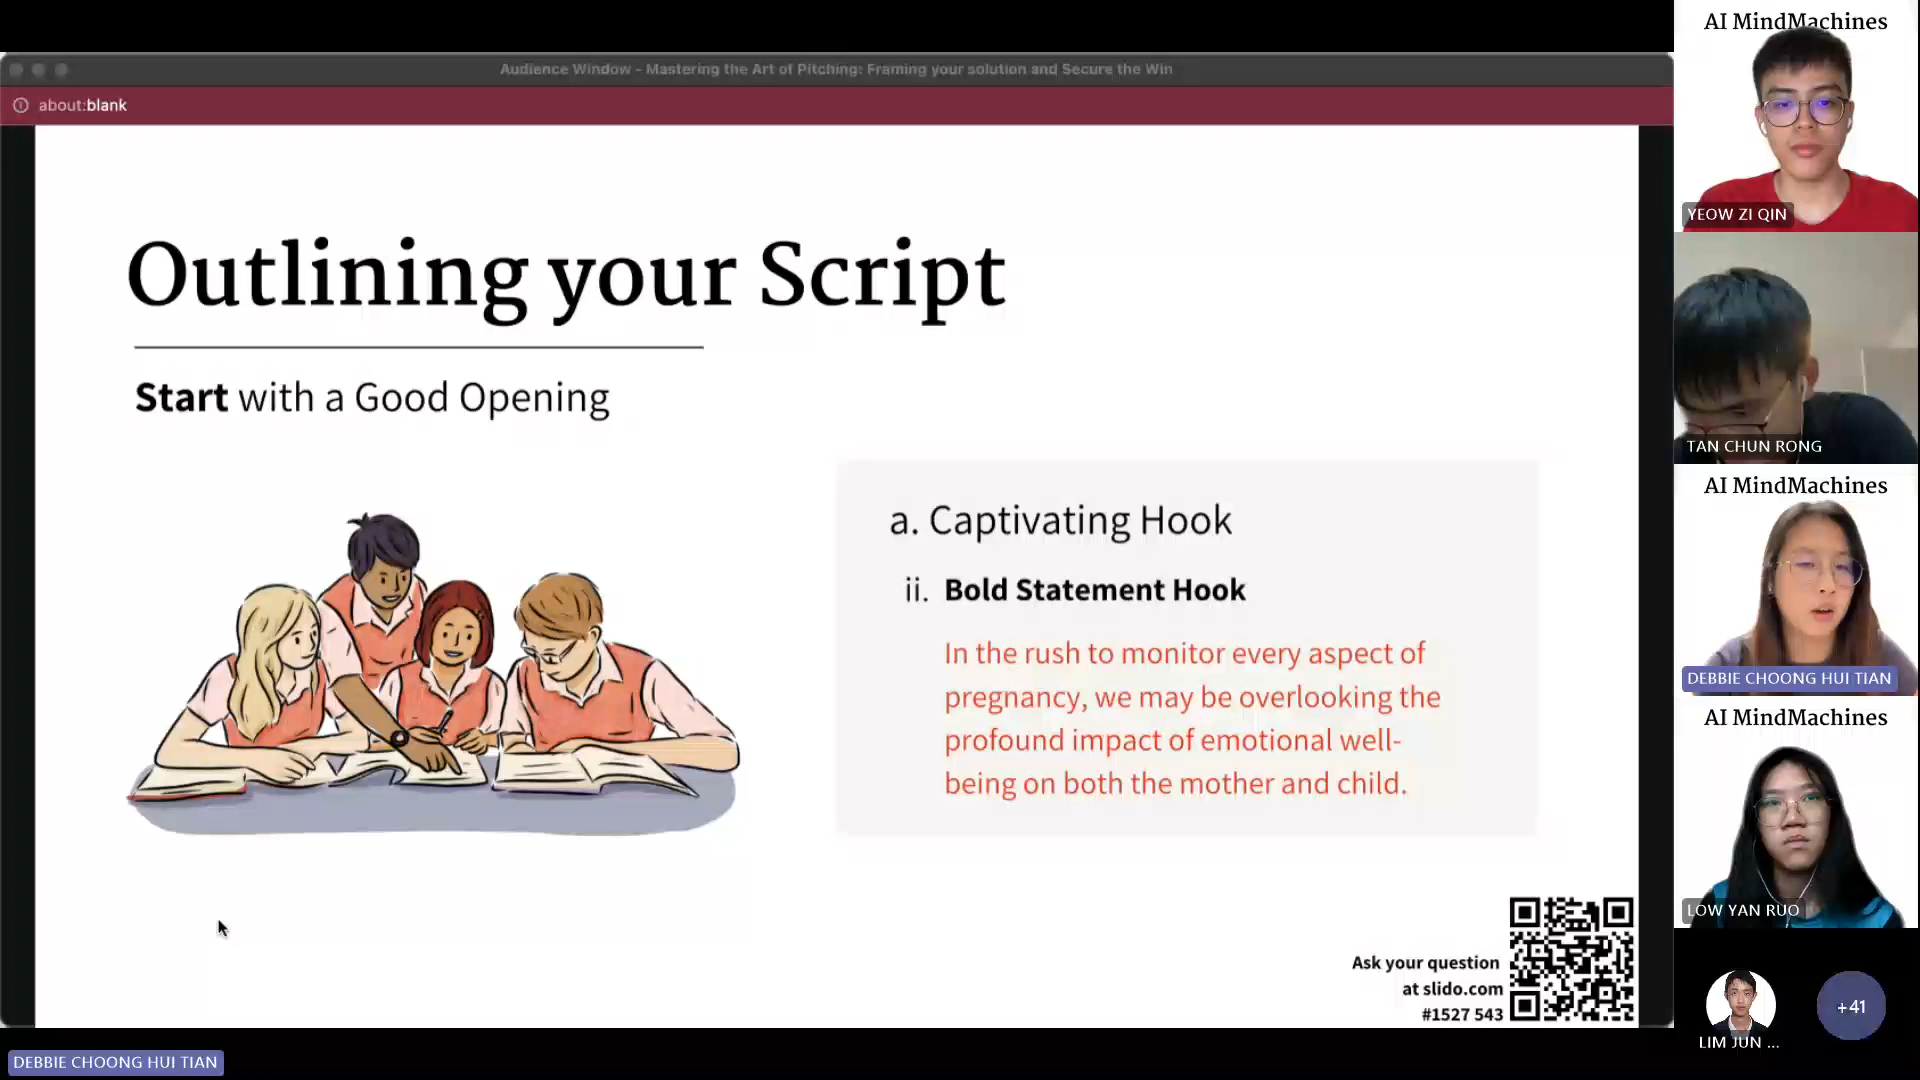 Audience Window - Mastering the Art of Pitching: Framing your solution and Secure the Win
about:blank
Outlining your Script
Start with a Good Opening
a. Captivating Hook
ii. Bold Statement Hook
In the rush to monitor every aspect of
pregnancy, we may be overlooking the
profound impact of emotional well-
being on both the mother and child.
Ask your question
at slido.com
#1527 543
DEBBIE CHOONG HUI TIAN
AI MindMachines
YEOW ZI QIN
TAN CHUN RONG
AI MindMachines
DEBBIE CHOONG HUI TIAN
AI MindMachines
LOW YAN RUO
LIM JUN ...
+41